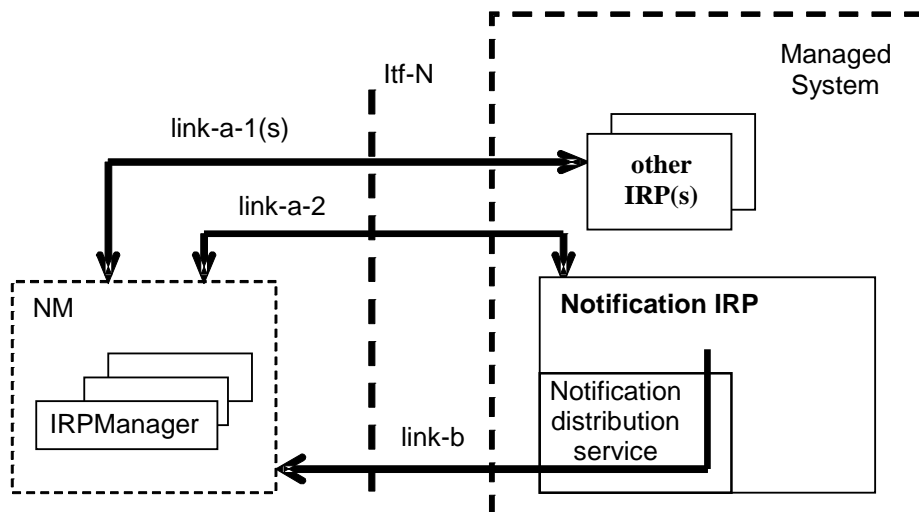 Managed
System
Itf-N
link-a-1(s)
other
IRP(s)
link-a-2
NM
Notification IRP
IRPManager
Notification
distribution
service
link-b